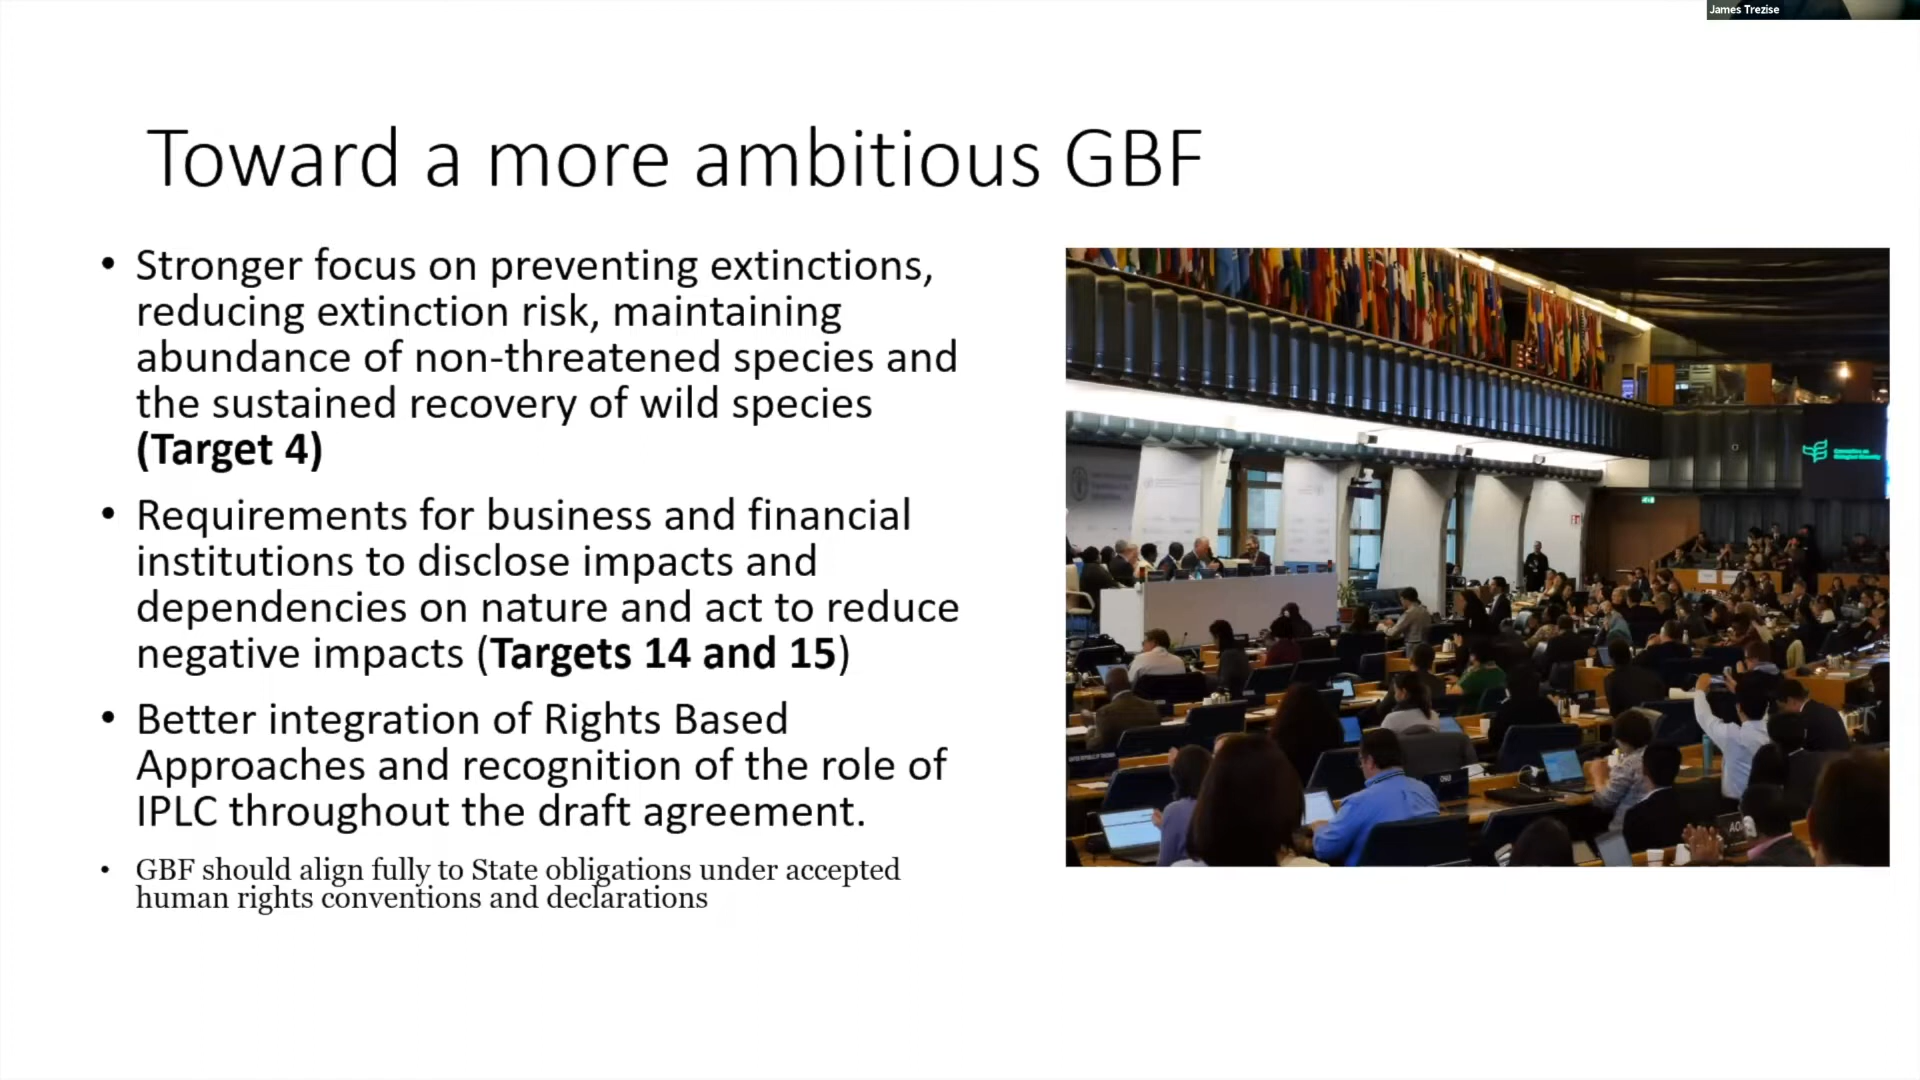 James Trezise
Toward a more ambitious GBF
• Stronger focus on preventing extinctions,
reducing extinction risk, maintaining
abundance of non-threatened species and
the sustained recovery of wild species
(Target 4)
• Requirements for business and financial
institutions to disclose impacts and
dependencies on nature and act to reduce
negative impacts (Targets 14 and 15)
• Better integration of Rights Based
Approaches and recognition of the role of
IPLC throughout the draft agreement.
• GBF should align fully to State obligations under accepted
human rights conventions and declarations
Convention on
Biological Diversity